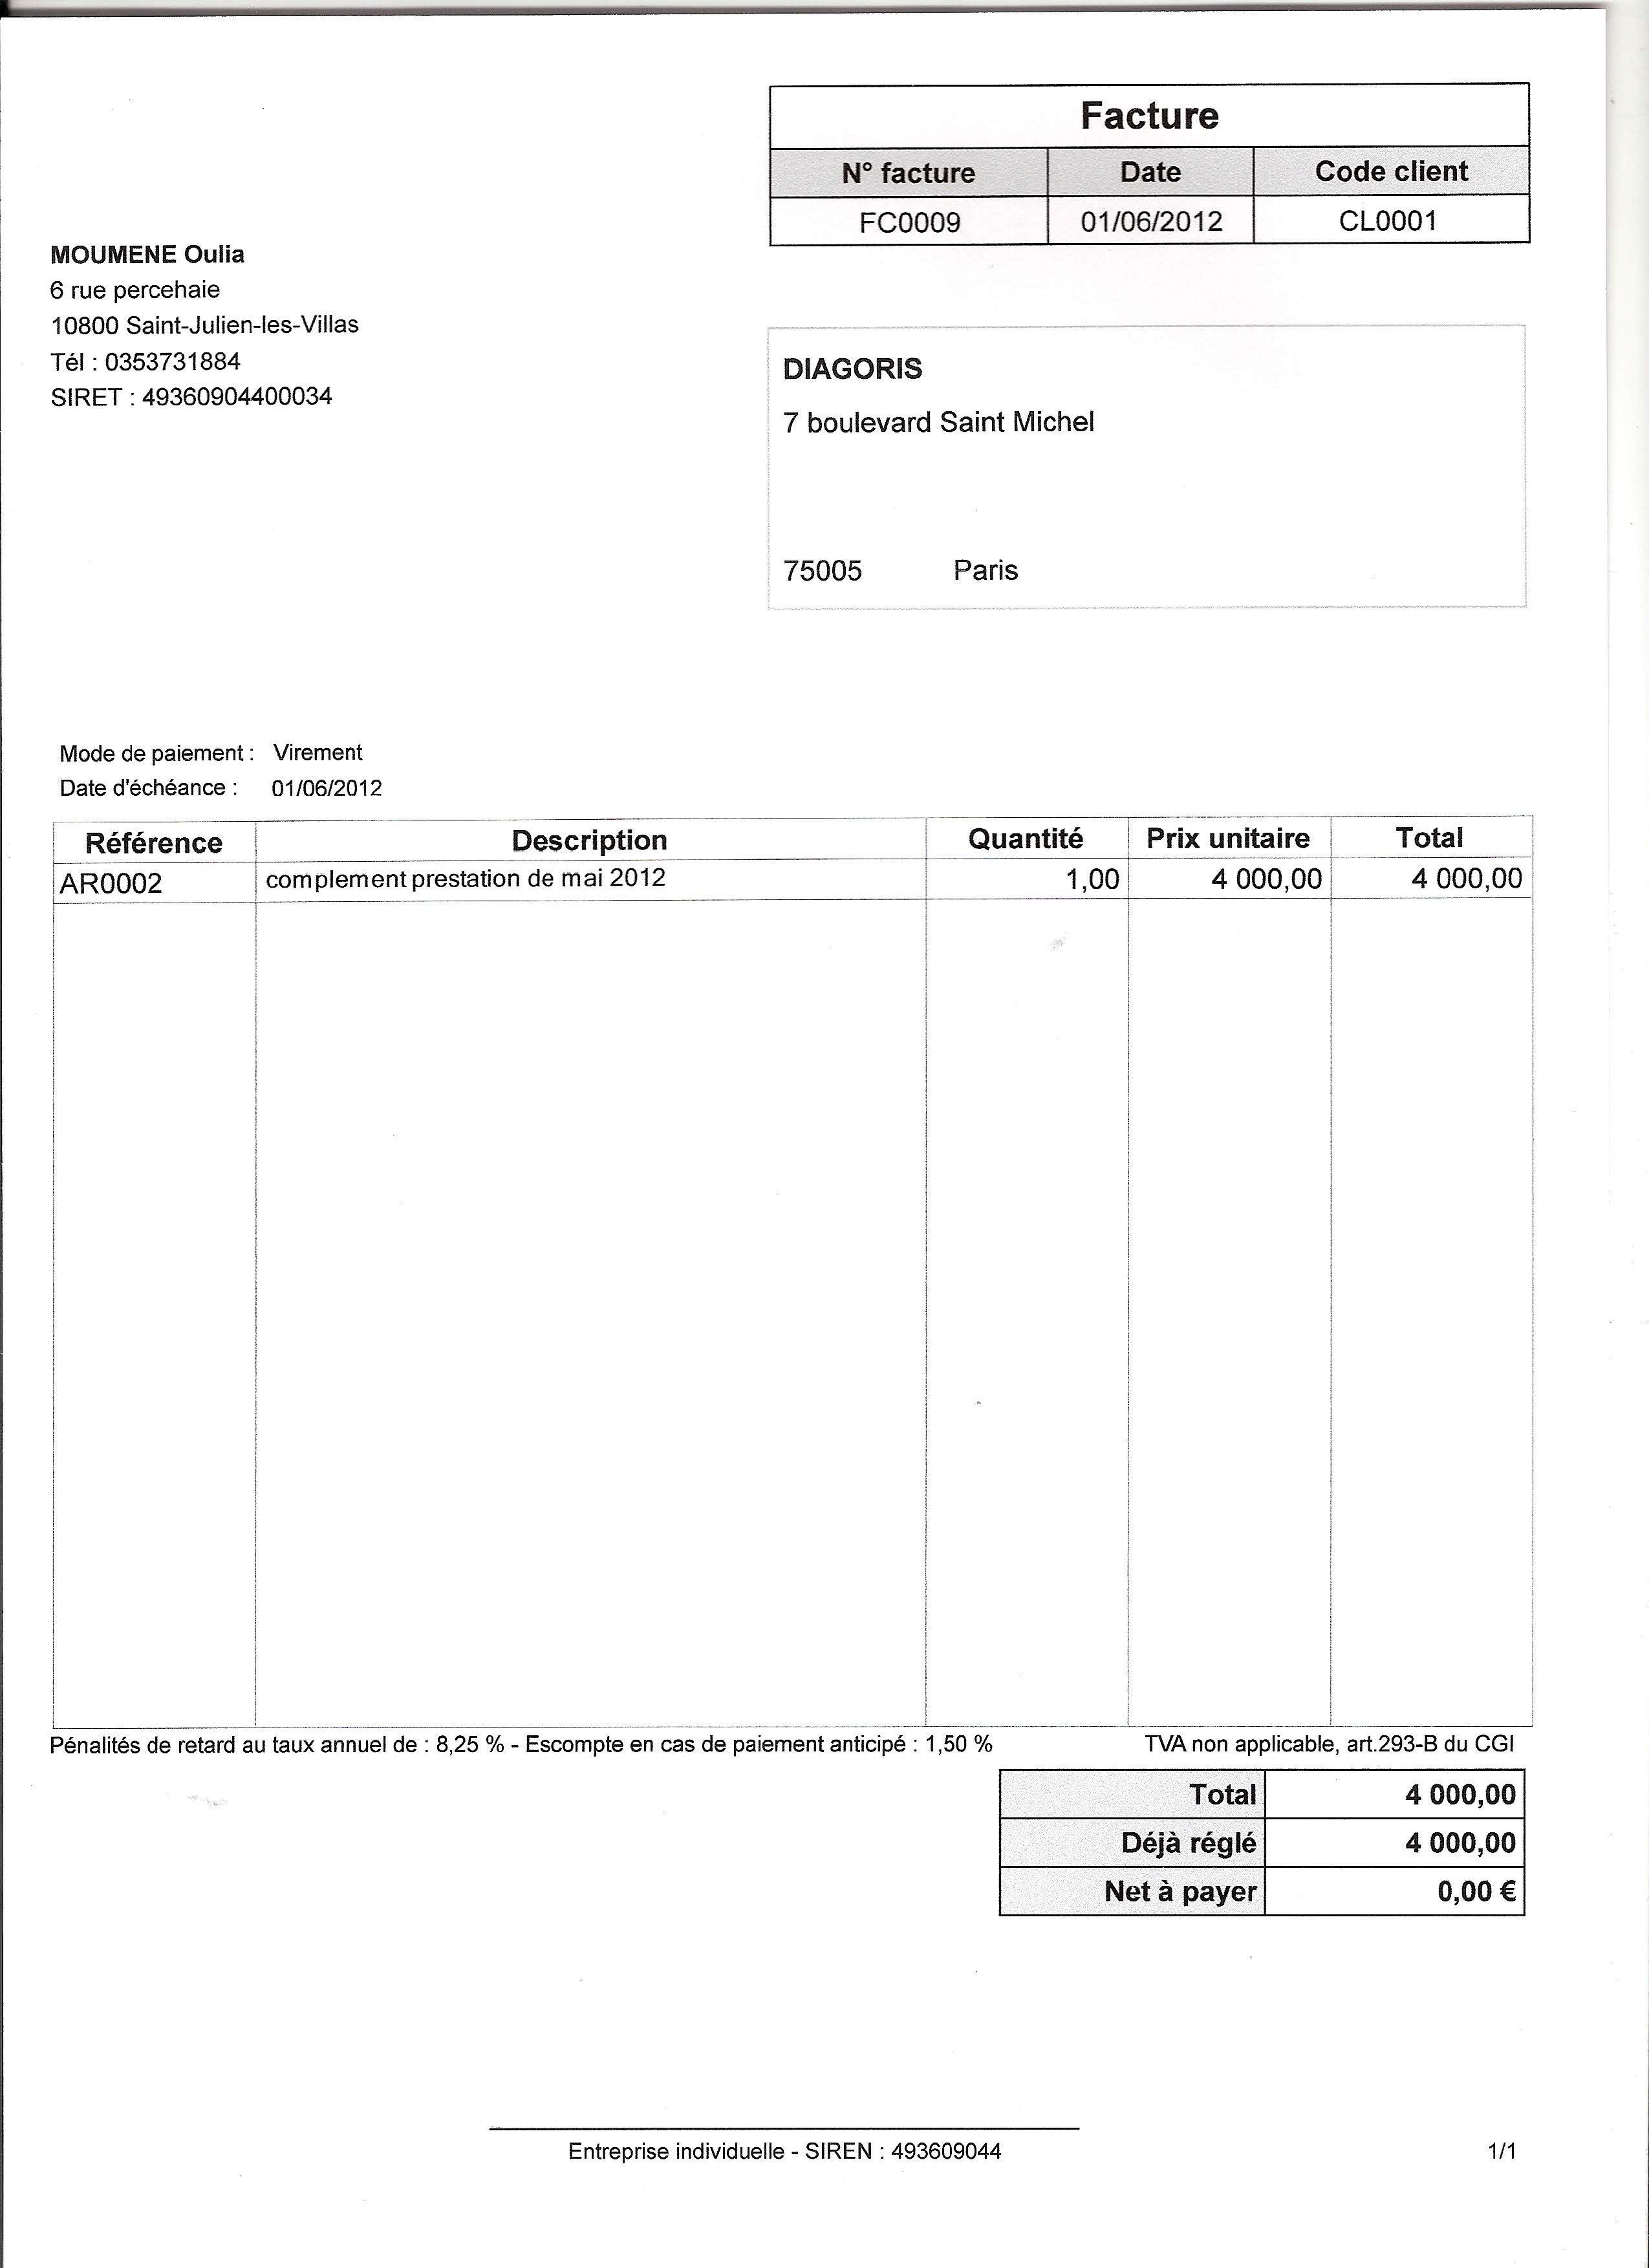 Facture
N° facture Date Code client
FC0009 01/06/2012 CL0001
MOUMENE Oulia
6 rue percehaie
10800 Saint-Julien-les-Villas
Tél : 0353731884
SIRET : 49360904400034
DIAGORIS
7 boulevard Saint Michel
75005 Paris
Mode de paiement : Virement
Date d'échéance : 01/06/2012
Référence Description Quantité Prix unitaire Total
AR0002 complement prestation de mai 2012 1,00 4 000,00 4 000,00
Pénalités de retard au taux annuel de : 8,25 % - Escompte en cas de paiement anticipé : 1,50 % TVA non applicable, art.293-B du CGI
Total 4 000,00
Déjà réglé 4 000,00
Net à payer 0,00 €
Entreprise individuelle - SIREN : 493609044 1/1